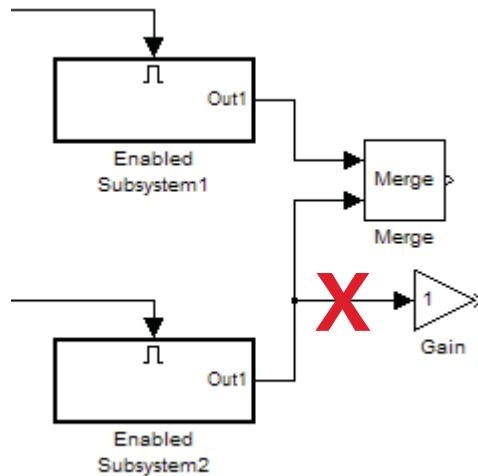 Out1
Enabled
Subsystem1
Merge
Merge
1
Gain
Out1
Enabled
Subsystem2